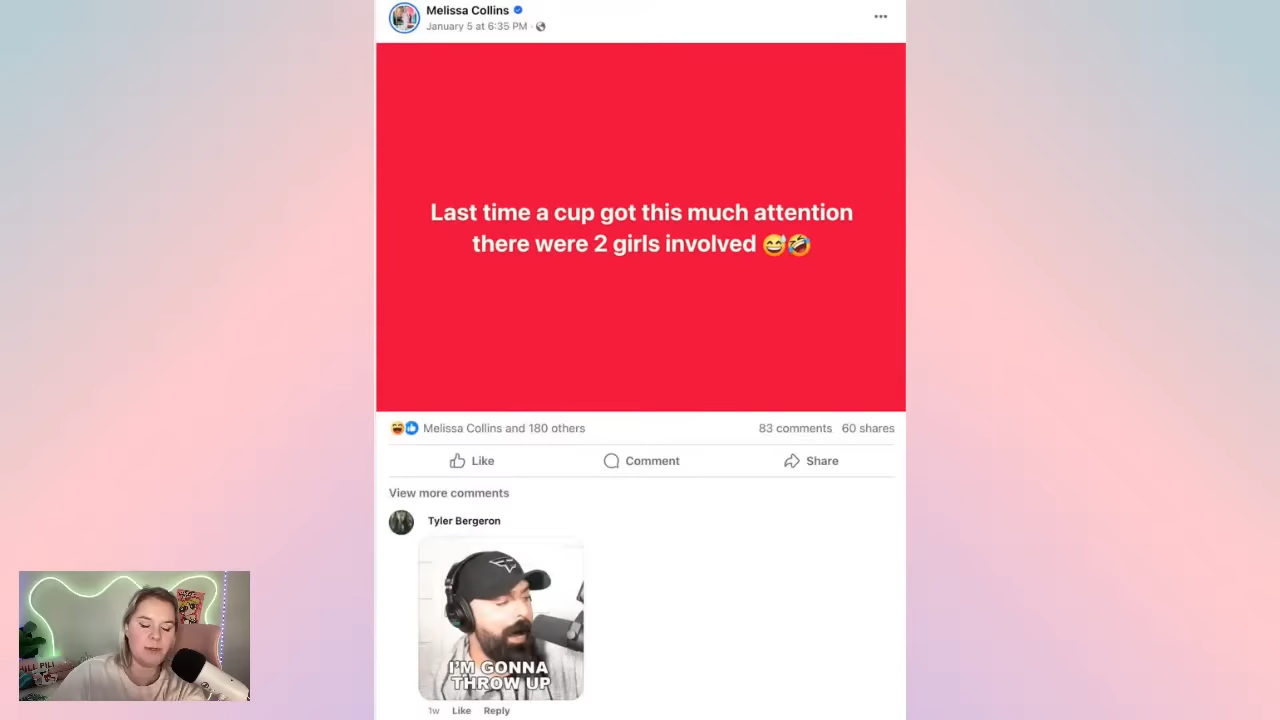 Melissa Collins
January 5 at 6:35 PM ·
Last time a cup got this much attention
there were 2 girls involved 😅🤣
Melissa Collins and 180 others
83 comments 60 shares
Like
Comment
Share
View more comments
Tyler Bergeron
I'M GONNA
THROW UP
1w Like Reply